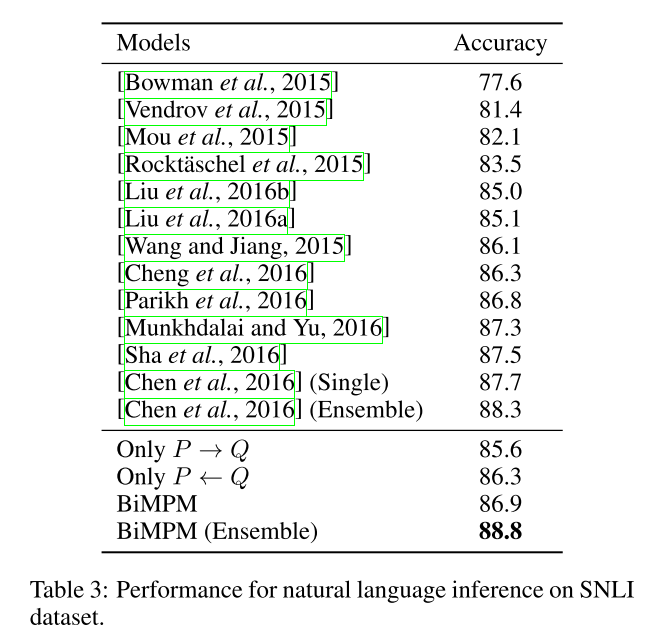 Models Accuracy
[Bowman et al., 2015] 77.6
[Vendrov et al., 2015] 81.4
[Mou et al., 2015] 82.1
[Rocktäschel et al., 2015] 83.5
[Liu et al., 2016b] 85.0
[Liu et al., 2016a] 85.1
[Wang and Jiang, 2015] 86.1
[Cheng et al., 2016] 86.3
[Parikh et al., 2016] 86.8
[Munkhdalai and Yu, 2016] 87.3
[Sha et al., 2016] 87.5
[Chen et al., 2016] (Single) 87.7
[Chen et al., 2016] (Ensemble) 88.3
Only P → Q 85.6
Only P ← Q 86.3
BiMPM 86.9
BiMPM (Ensemble) 88.8
Table 3: Performance for natural language inference on SNLI
dataset.